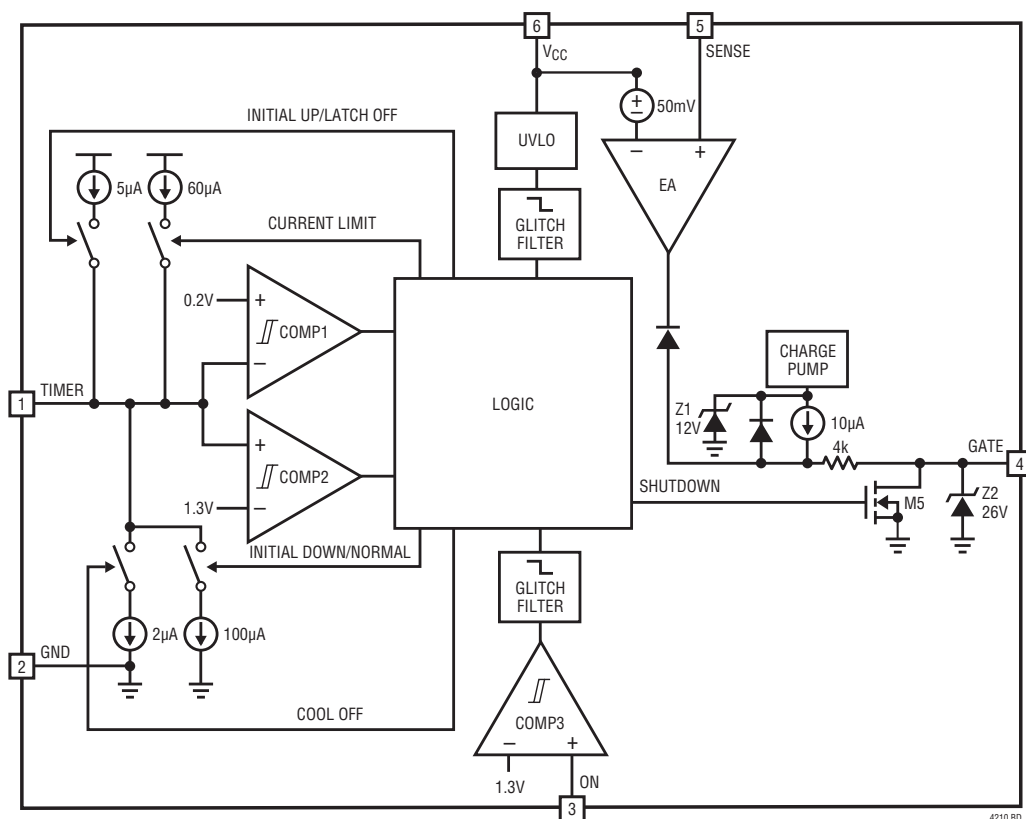 6
5
VCC
SENSE
50mV
INITIAL UP/LATCH OFF
UVLO
EA
5µA
60µA
GLITCH
FILTER
CURRENT LIMIT
0.2V
COMP1
CHARGE
PUMP
1
TIMER
LOGIC
Z1
12V
10µA
4k
GATE
4
COMP2
SHUTDOWN
M5
Z2
26V
1.3V
INITIAL DOWN/NORMAL
GLITCH
FILTER
2µA
100µA
2
GND
COMP3
COOL OFF
1.3V
ON
3
4210 BD